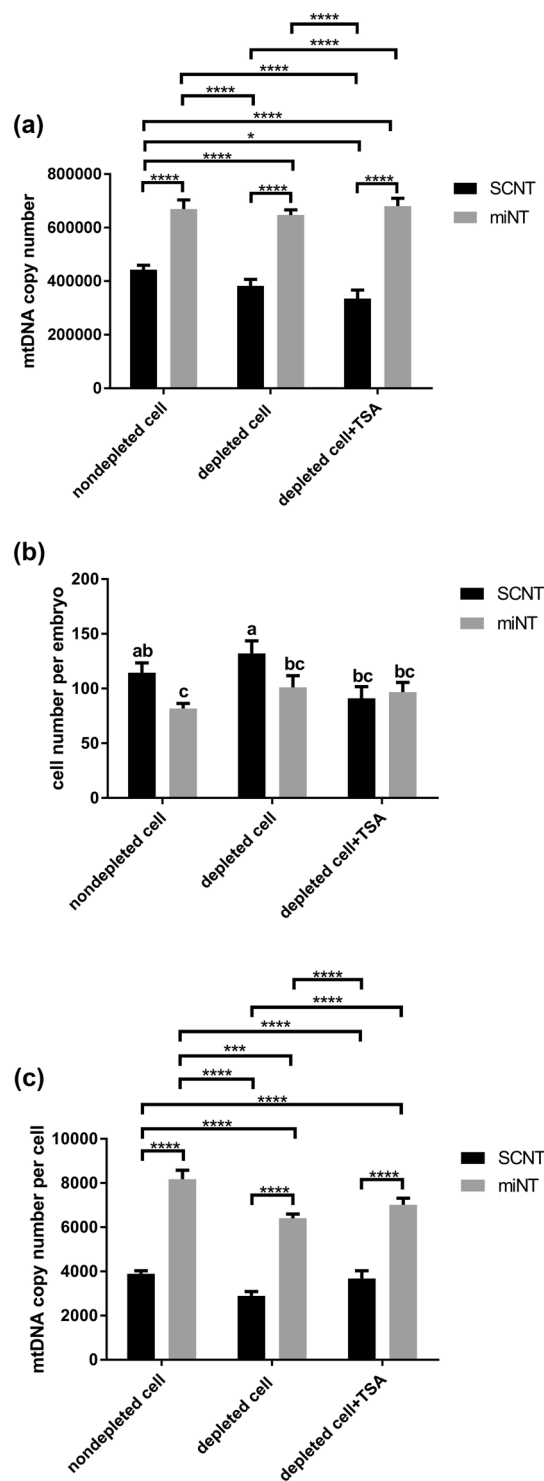 ****
****
****
****
(a)
****
*
****
800000
****
****
****
SCNT
miNT
600000
400000
200000
0
mtDNA copy number
nondepleted cell
depleted cell
depleted cell+TSA
(b)
200
SCNT
miNT
150
100
50
0
cell number per embryo
ab
c
a
bc
bc
bc
nondepleted cell
depleted cell
depleted cell+TSA
****
****
****
***
****
(c)
****
****
10000
****
****
****
SCNT
miNT
8000
6000
4000
2000
0
mtDNA copy number per cell
nondepleted cell
depleted cell
depleted cell+TSA